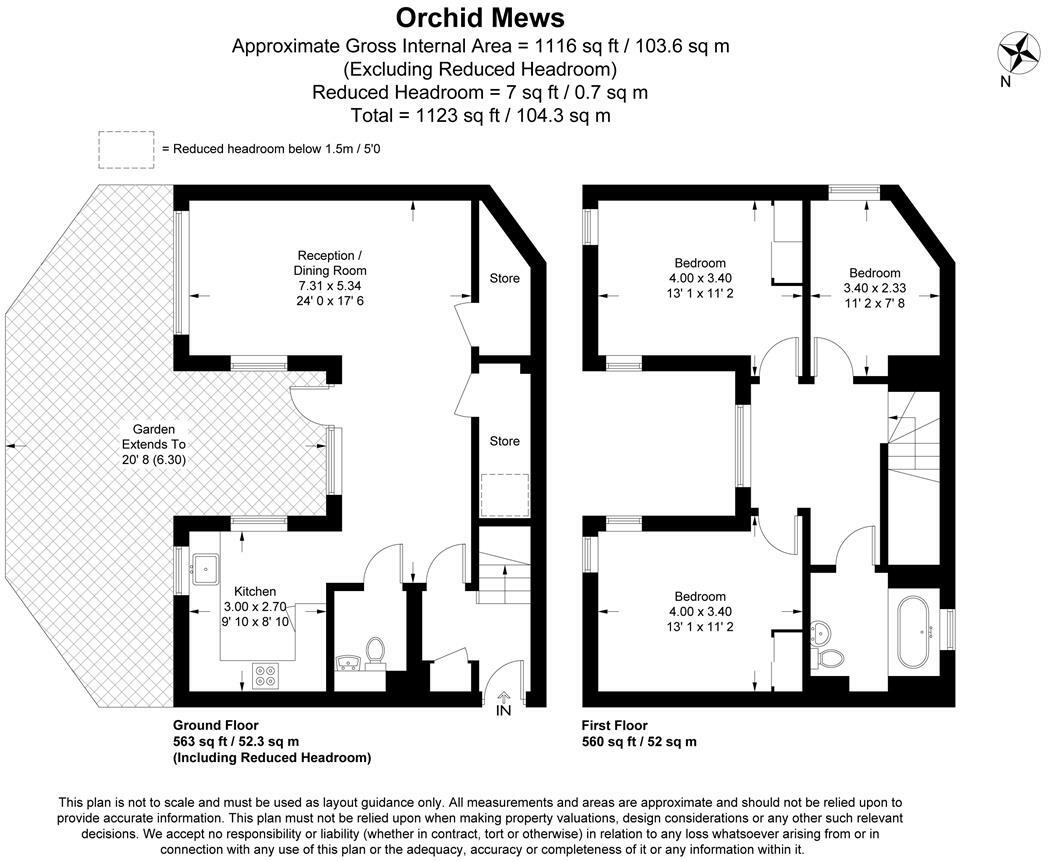 Orchid Mews
Approximate Gross Internal Area = 1116 sq ft / 103.6 sq m
(Excluding Reduced Headroom)
Reduced Headroom = 7 sq ft / 0.7 sq m
Total = 1123 sq ft / 104.3 sq m
N
= Reduced headroom below 1.5m / 5'0
Reception /
Dining Room
7.31 x 5.34
24' 0 x 17' 6
Store
Store
Garden
Extends To
20' 8 (6.30)
Kitchen
3.00 x 2.70
9' 10 x 8' 10
IN
Ground Floor
563 sq ft / 52.3 sq m
(Including Reduced Headroom)
Bedroom
4.00 x 3.40
13' 1 x 11' 2
Bedroom
3.40 x 2.33
11' 2 x 7' 8
Bedroom
4.00 x 3.40
13' 1 x 11' 2
First Floor
560 sq ft / 52 sq m
This plan is not to scale and must be used as layout guidance only. All measurements and areas are approximate and should not be relied upon to
provide accurate information. This plan must not be relied upon when making property valuations, design considerations or any other such relevant
decisions. We accept no responsibility or liability (whether in contract, tort or otherwise) in relation to any loss whatsoever arising from or in
connection with any use of this plan or the adequacy, accuracy or completeness of it or any information within it.